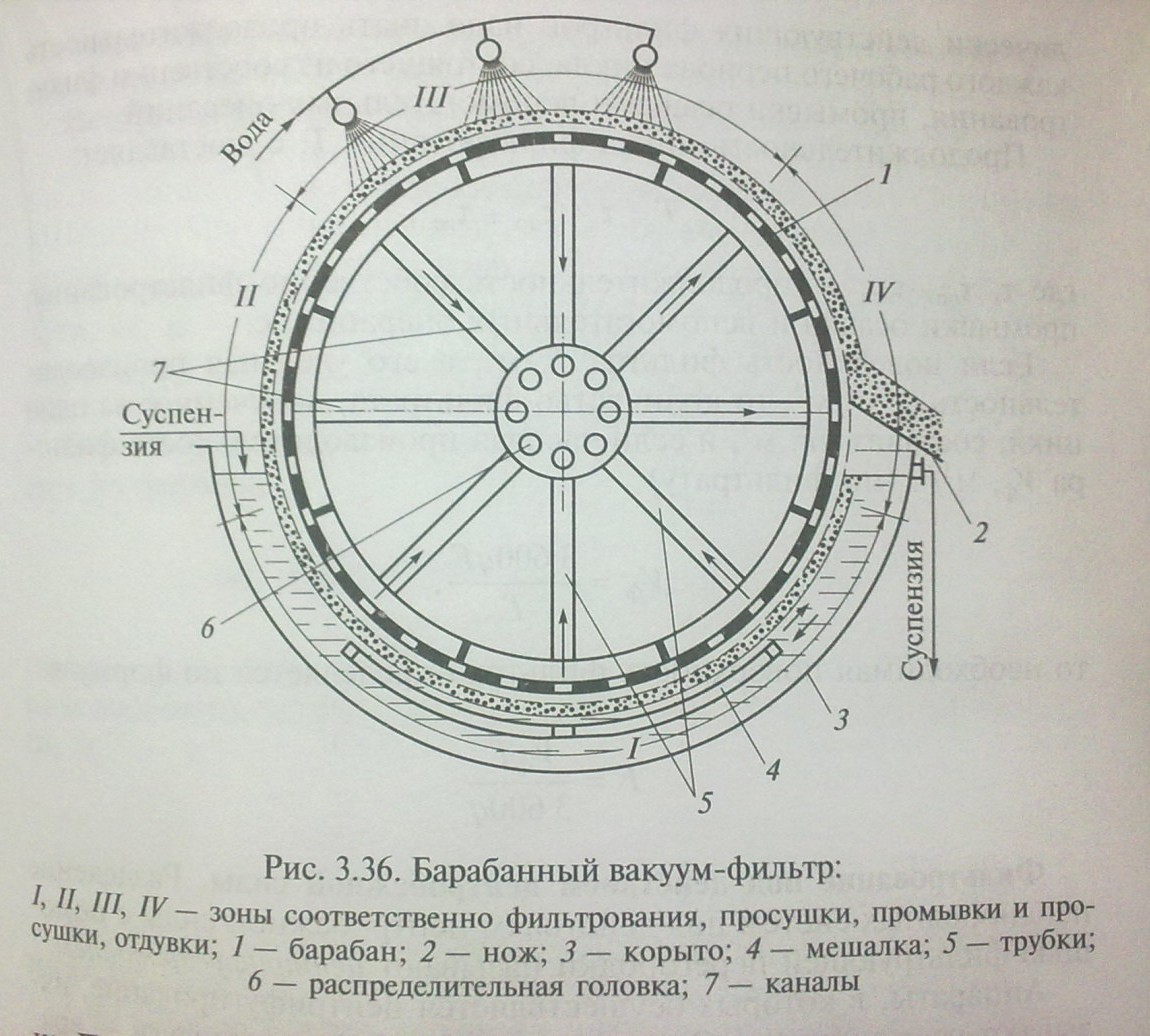 Вода
III
1
II
IV
7
Суспен-
зия
2
6
Суспензия
3
I
4
5
Рис. 3.36. Барабанный вакуум-фильтр:
I, II, III, IV — зоны соответственно фильтрования, просушки, промывки и про-
сушки, отдувки; 1 — барабан; 2 — нож; 3 — корыто; 4 — мешалка; 5 — трубки;
6 — распределительная головка; 7 — каналы